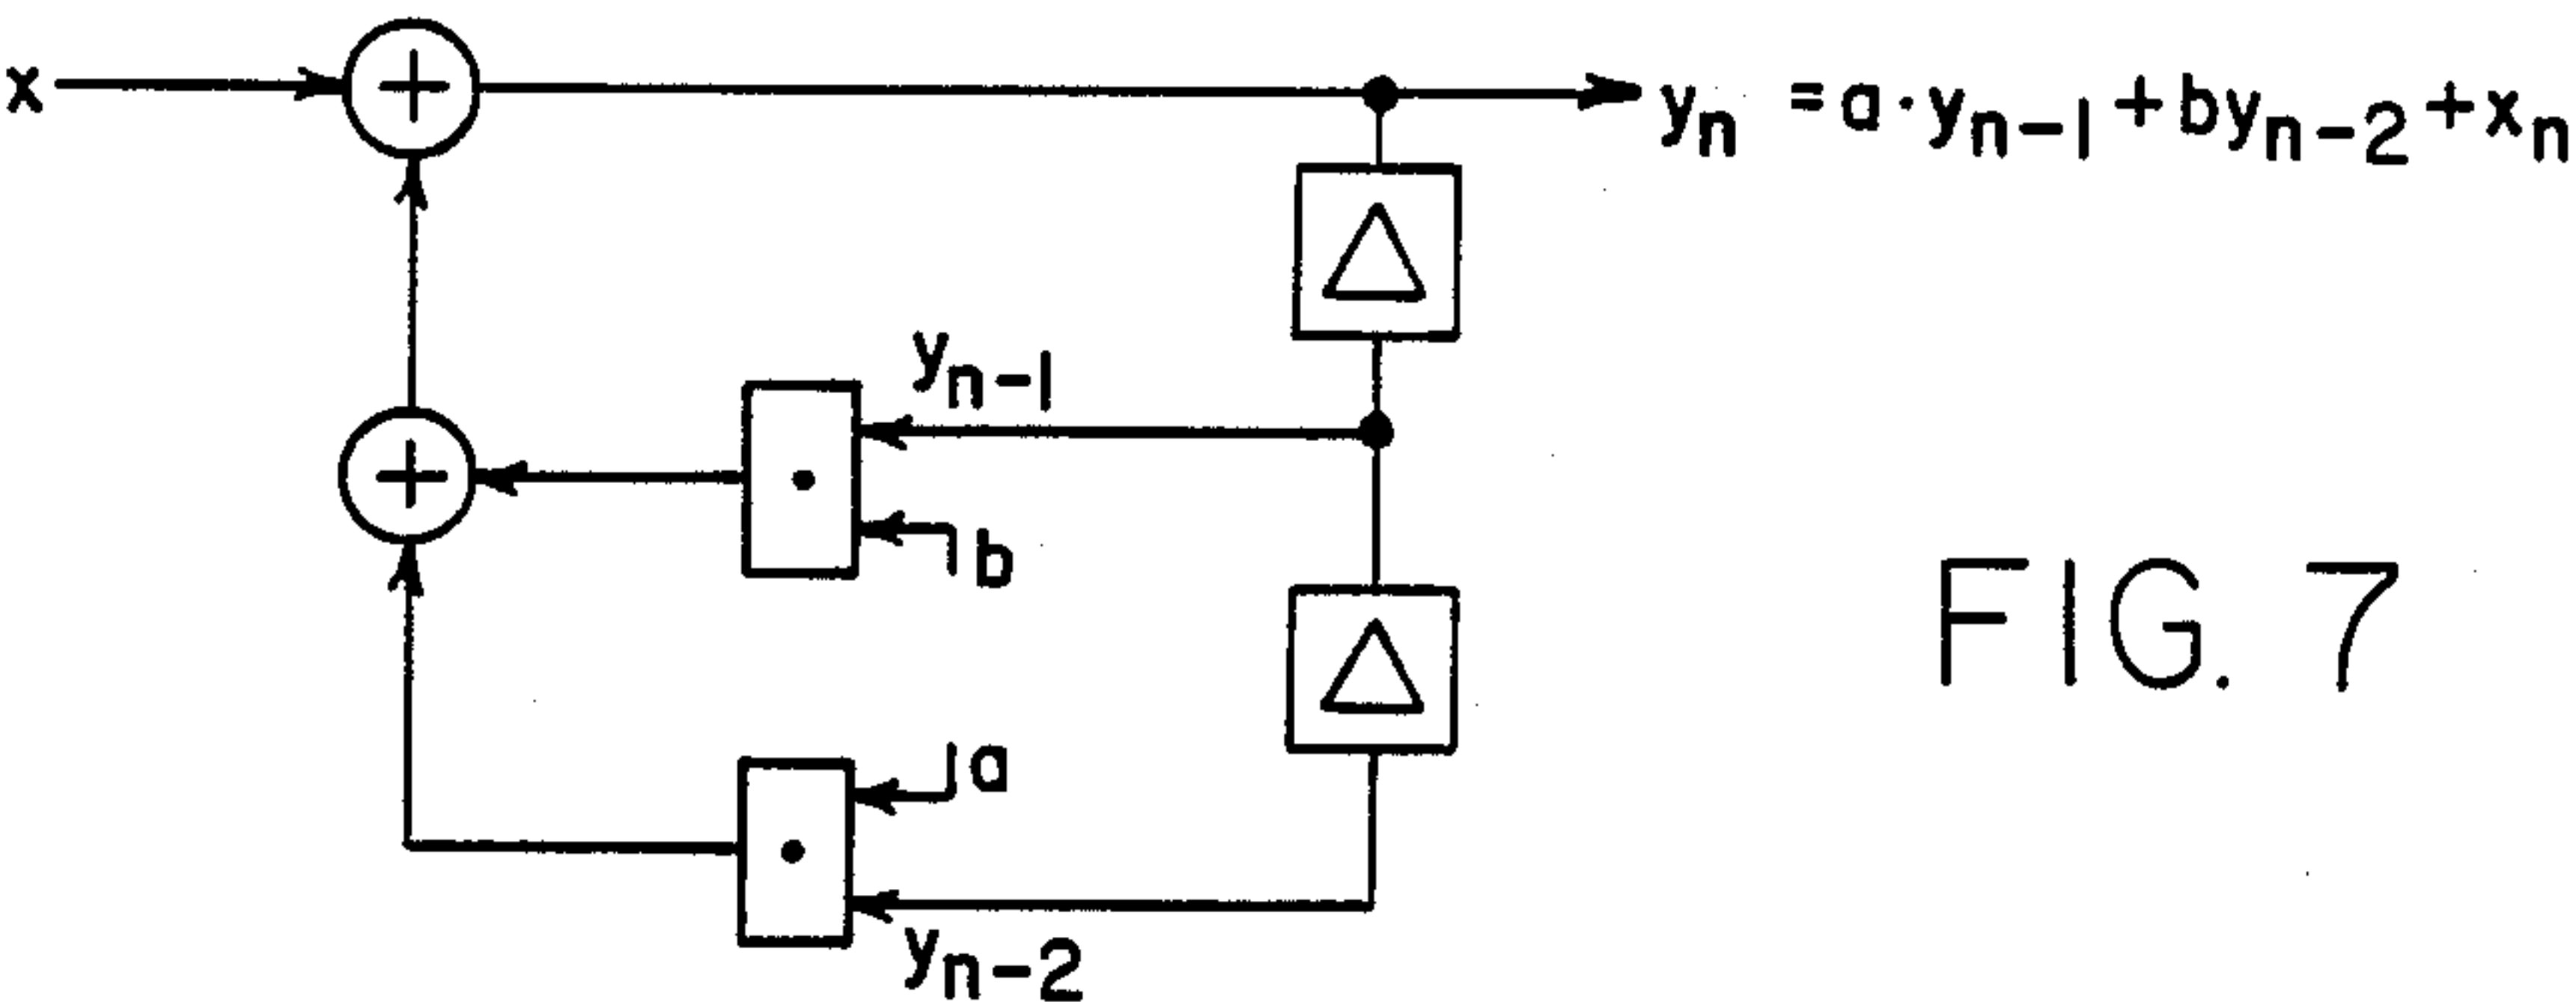 x
yₙ = a · yₙ₋₁ + byₙ₋₂ + xₙ
yₙ₋₁
b
a
yₙ₋₂
FIG. 7